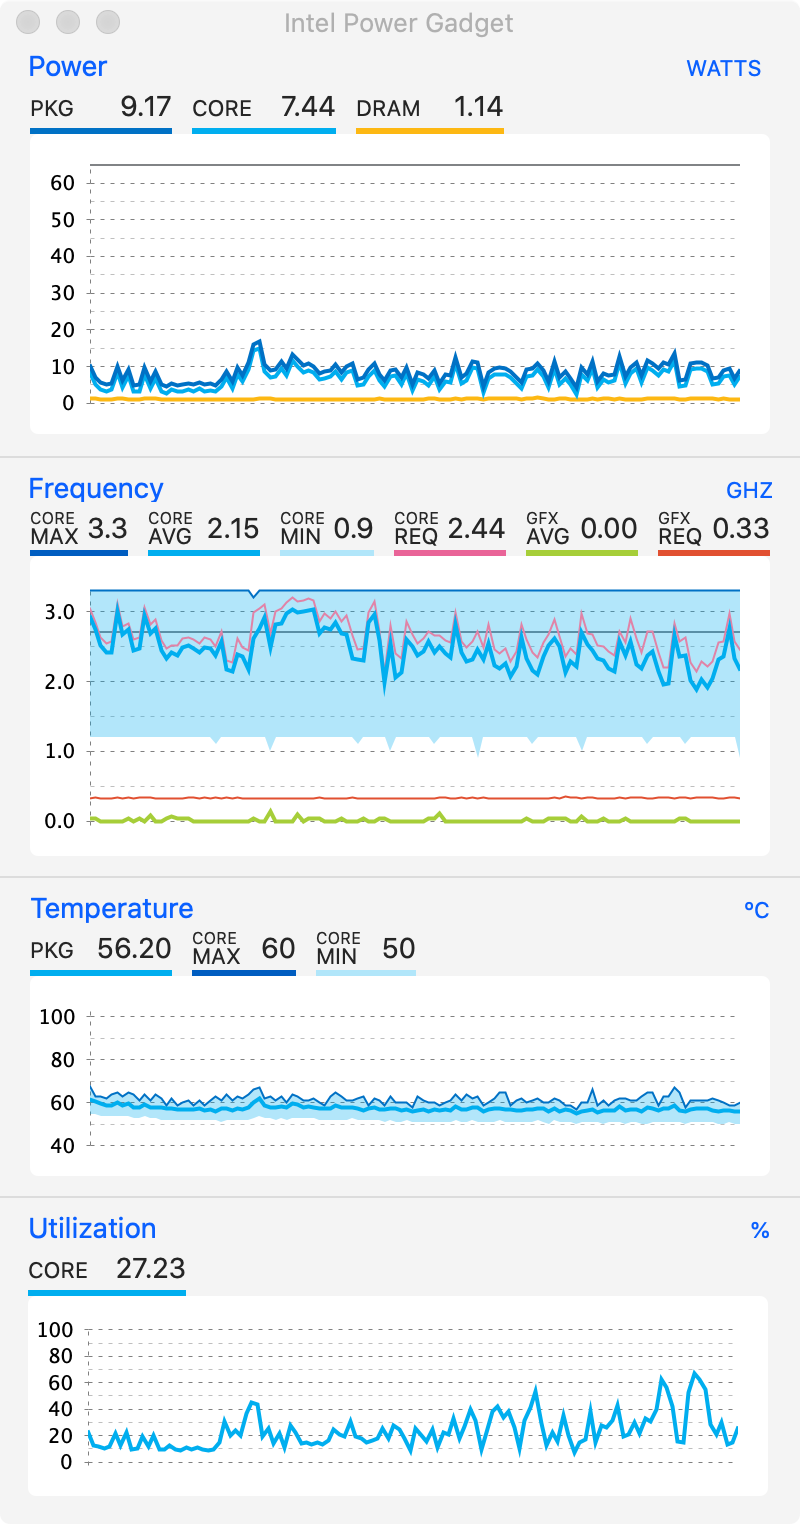 Intel Power Gadget
Power WATTS
PKG 9.17 CORE 7.44 DRAM 1.14
60
50
40
30
20
10
0
Frequency GHZ
CORE MAX 3.3 CORE AVG 2.15 CORE MIN 0.9 CORE REQ 2.44 GFX AVG 0.00 GFX REQ 0.33
3.0
2.0
1.0
0.0
Temperature ºC
PKG 56.20 CORE MAX 60 CORE MIN 50
100
80
60
40
Utilization %
CORE 27.23
100
80
60
40
20
0